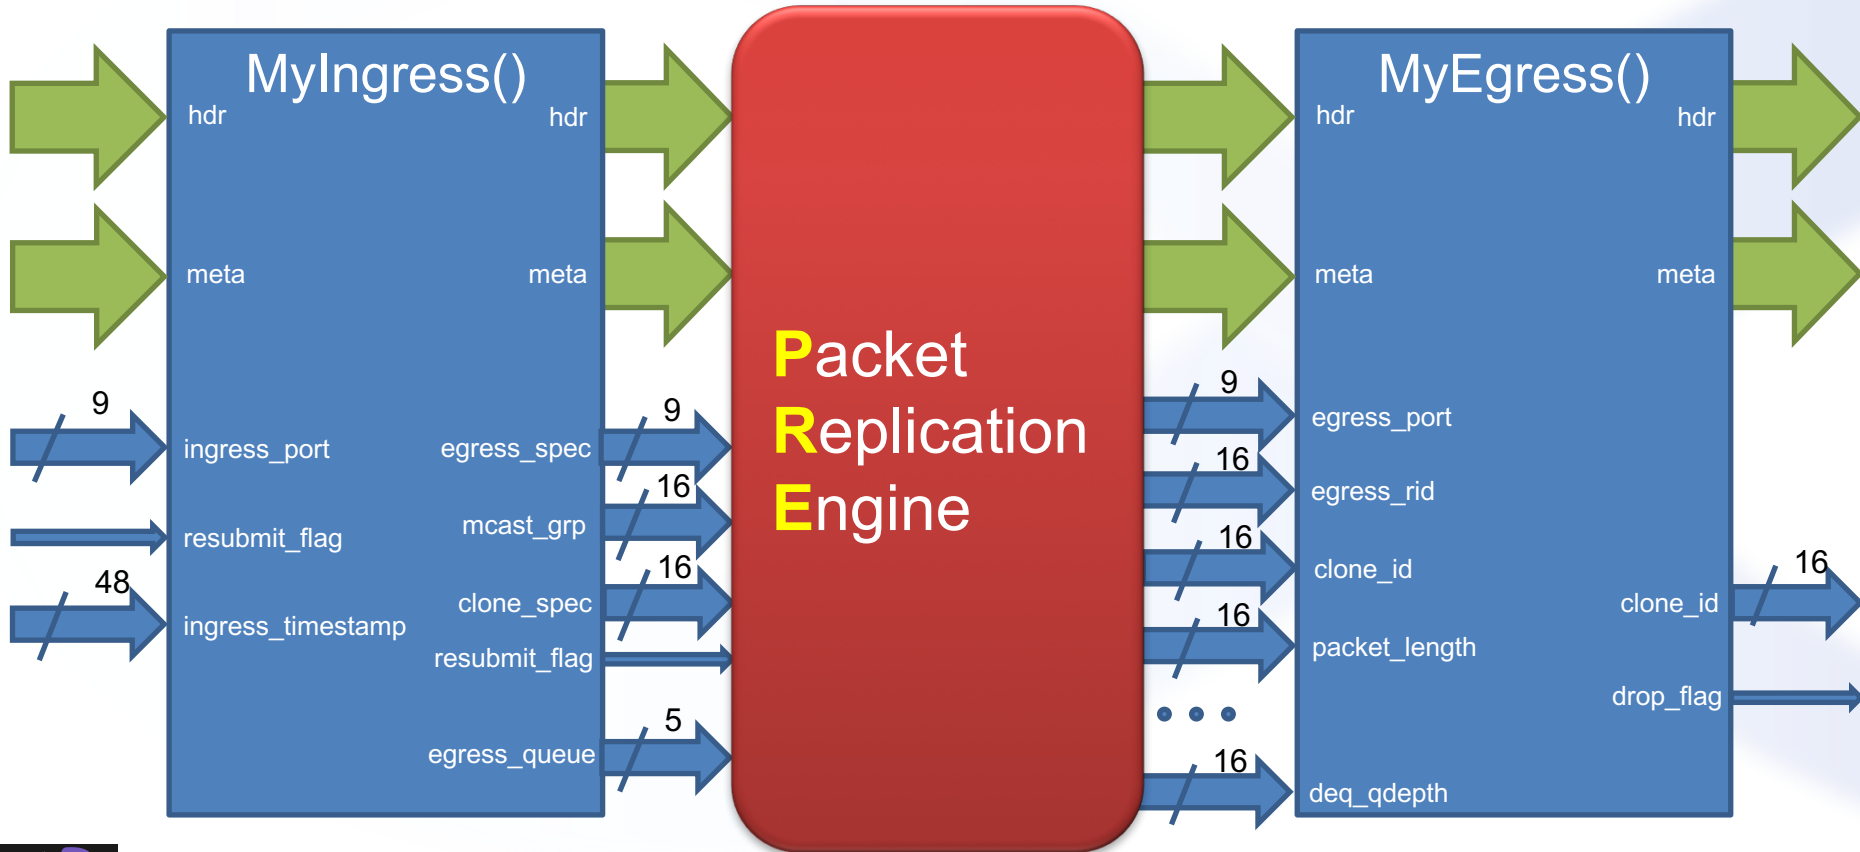 MyIngress()
hdr
hdr
meta
meta
9
ingress_port
resubmit_flag
48
ingress_timestamp
egress_spec
9
mcast_grp
16
clone_spec
16
resubmit_flag
egress_queue
5
Packet
Replication
Engine
MyEgress()
hdr
hdr
meta
meta
9
egress_port
16
egress_rid
16
clone_id
16
packet_length
16
deq_qdepth
clone_id
16
drop_flag